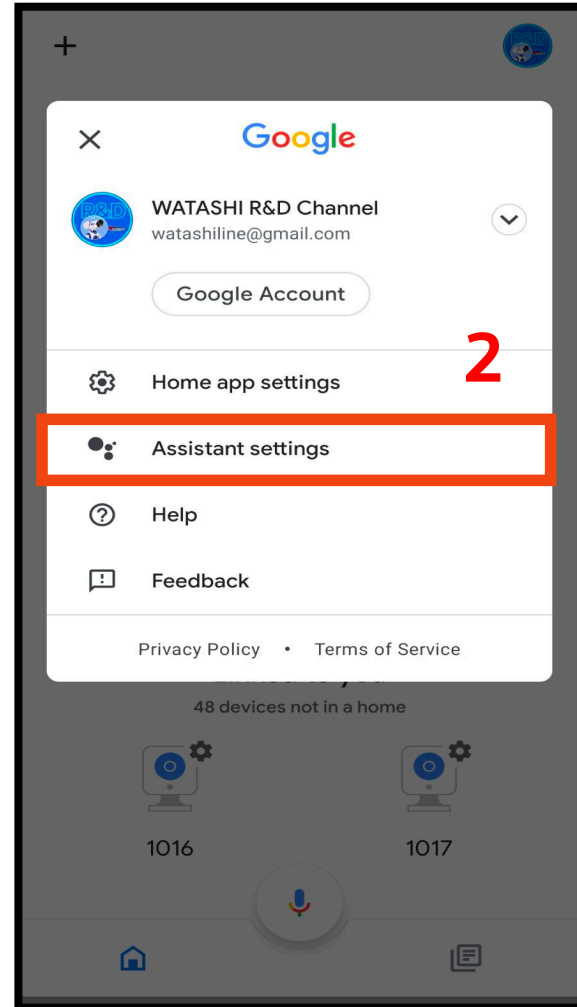 R&D
Google
R&D
WATASHI R&D Channel
watashiline@gmail.com
Google Account
2
Home app settings
Assistant settings
Help
Feedback
Privacy Policy • Terms of Service
48 devices not in a home
1016 1017